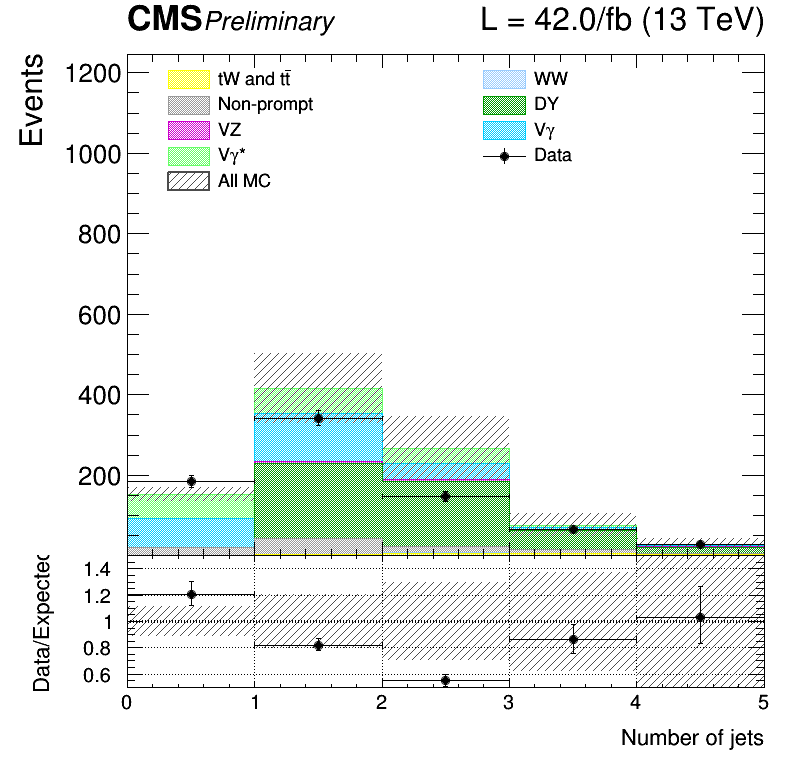 CMS Preliminary L = 42.0/fb (13 TeV)
Events
1200
1000
800
600
400
200
tW and tt̄
Non-prompt
VZ
Vγ*
All MC
WW
DY
Vγ
Data
Data/Expected
1.4
1.2
1
0.8
0.6
0 1 2 3 4 5
Number of jets